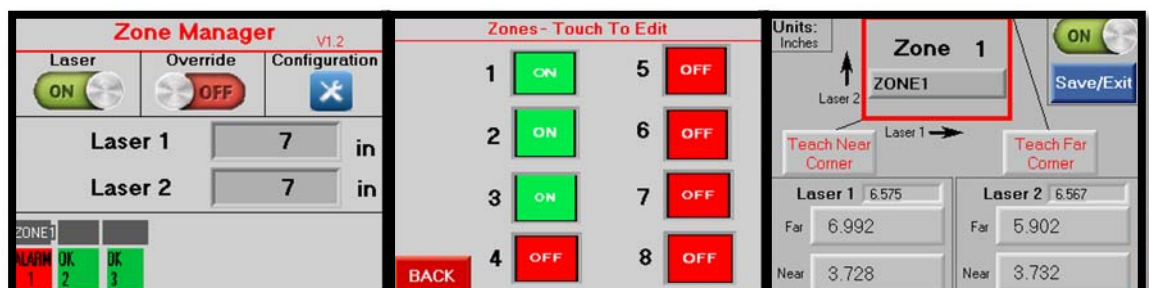 Zone Manager
V1.2
Laser Override Configuration
ON OFF
Laser 1 7 in
Laser 2 7 in
ZONE1
ALARM OK OK
1 2 3
Zones - Touch To Edit
1 ON 5 OFF
2 ON 6 OFF
3 ON 7 OFF
4 OFF 8 OFF
BACK
Units:
Inches
Zone 1
ON
ZONE1
Save/Exit
Laser 2
Laser 1
Teach Near
Corner
Teach Far
Corner
Laser 1 6.575
Far 6.992
Near 3.728
Laser 2 6.567
Far 5.902
Near 3.732